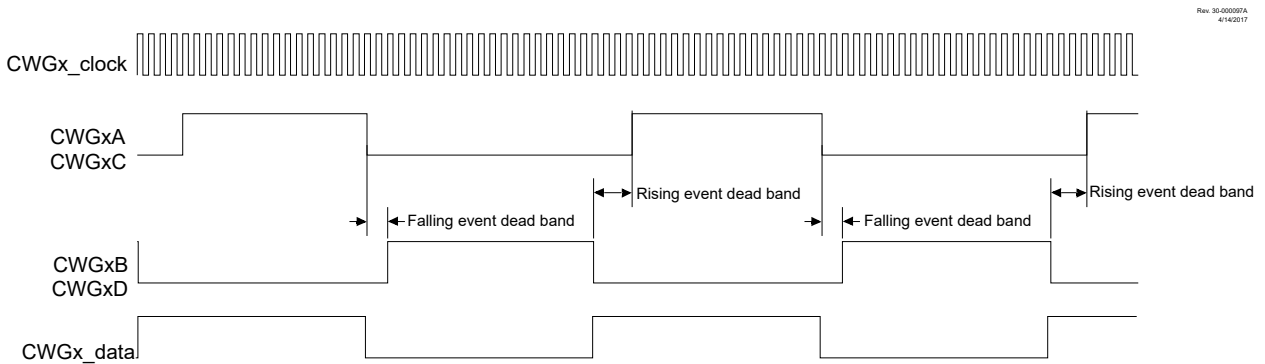 Rev. 30-000097A
4/14/2017
CWGx_clock
CWGxA
CWGxC
Rising event dead band
Rising event dead band
Falling event dead band
Falling event dead band
CWGxB
CWGxD
CWGx_data